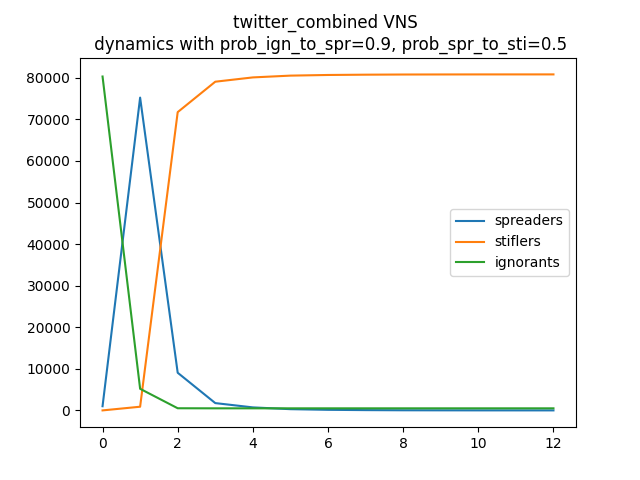 twitter_combined VNS
dynamics with prob_ign_to_spr=0.9, prob_spr_to_sti=0.5
80000
70000
60000
50000
40000
30000
20000
10000
0
spreaders
stiflers
ignorants
0 2 4 6 8 10 12